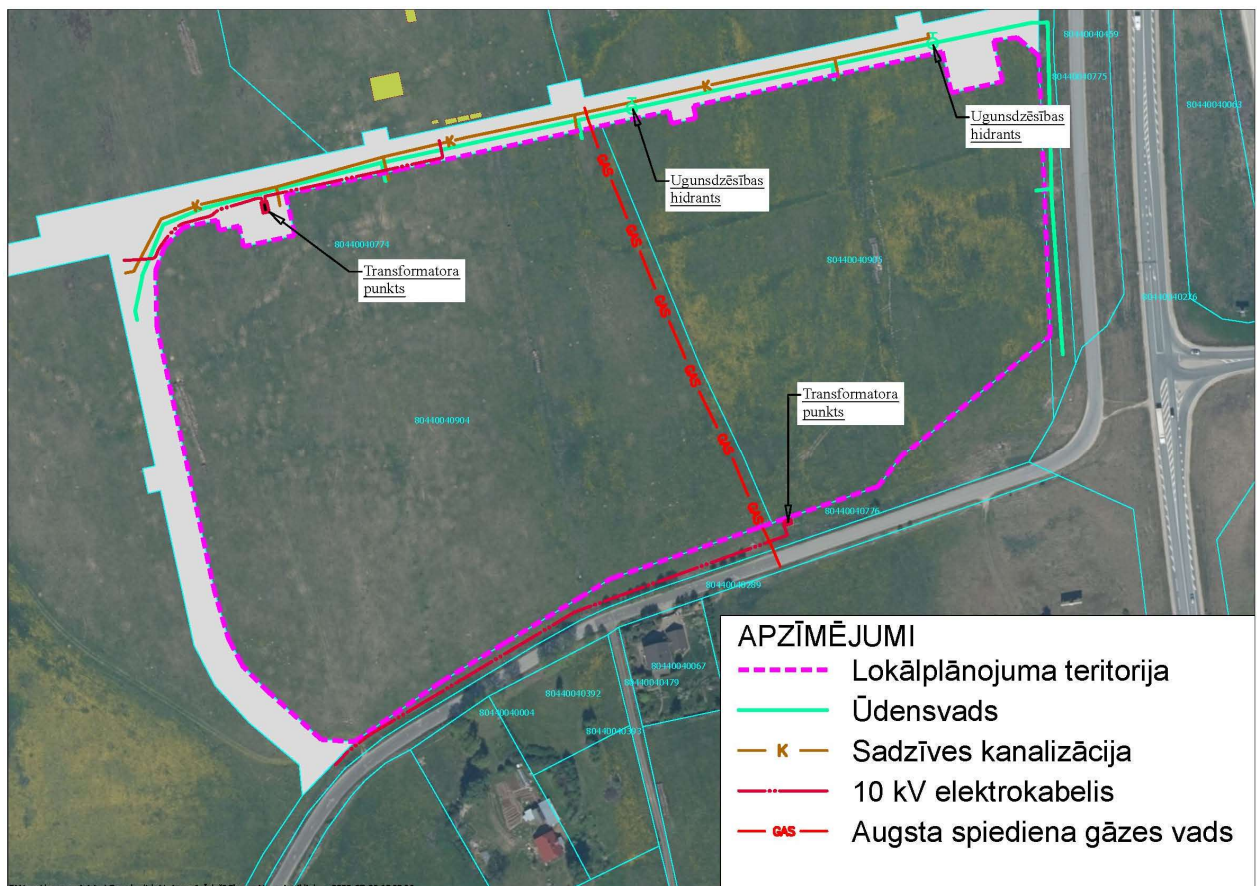 80440040459
80440040775
80440040063
K
Ugunsdzēsības
hidrants
K
GAS
Ugunsdzēsības
hidrants
K
GAS
80440040774
80440040905
Transformatora
punkts
80440040276
GAS
GAS
Transformatora
punkts
80440040904
GAS
GAS
80440040776
80440040289
80440040067
80440040479
80440040392
80440040004
80440040393
APZĪMĒJUMI
Lokālplānojuma teritorija
Ūdensvads
K Sadzīves kanalizācija
10 kV elektrokabelis
GAS Augsta spiediena gāzes vads